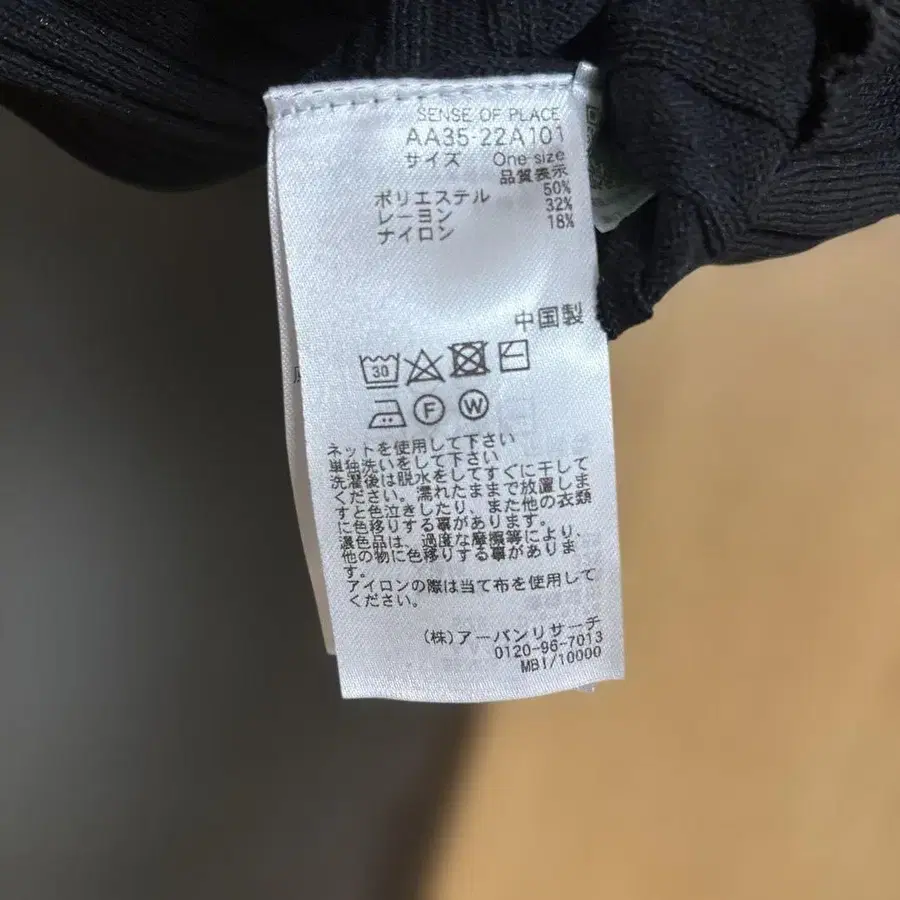 SENSE OF PLACE
AA35-22A101
サイズ One size
品質表示
ポリエステル 50%
レーヨン 32%
ナイロン 18%
中国製
30
F W
ネットを使用して下さい
単独洗いをして下さい
洗濯後は脱水をしてすぐに干して
ください。濡れたままで放置しま
すと色泣きしたり、また他の衣類
に色移りする事があります。
濃色品は、過度な摩擦等により、
他の物に色移りする事がありま
す。
アイロンの際は当て布を使用して
ください。
(株)アーバンリサーチ
0120-96-7013
MBI/10000